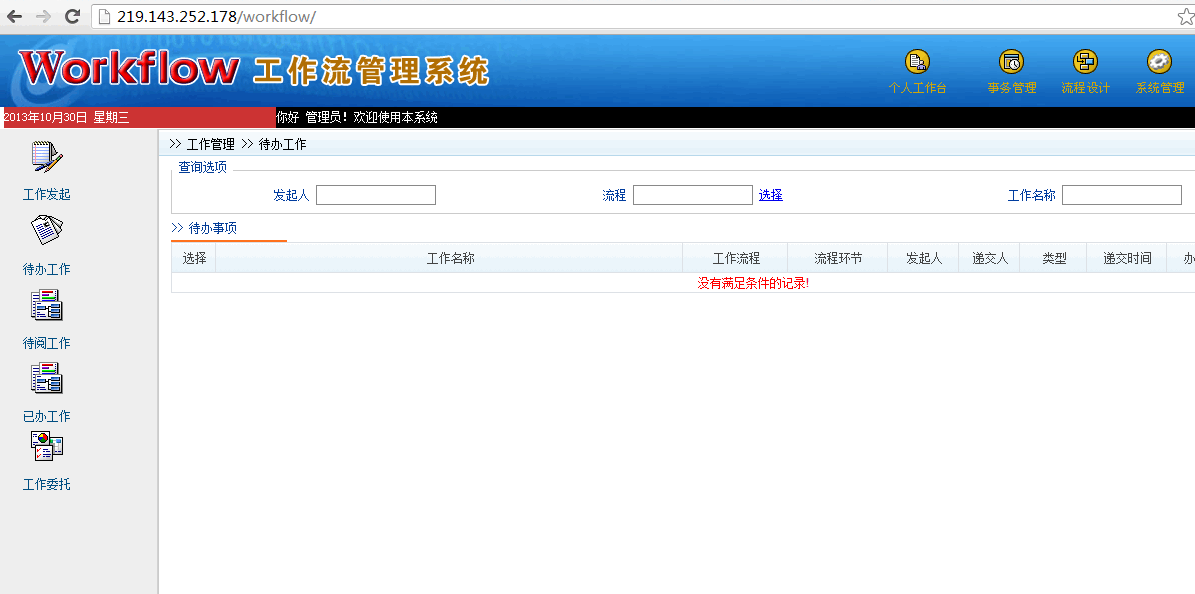 219.143.252.178/workflow/
Workflow 工作流管理系统
个人工作台 事务管理 流程设计 系统管理
2013年10月30日 星期三 你好 管理员！欢迎使用本系统
工作发起
待办工作
待阅工作
已办工作
工作委托
>> 工作管理 >> 待办工作
查询选项
发起人 流程 选择 工作名称
>> 待办事项
选择 工作名称 工作流程 流程环节 发起人 递交人 类型 递交时间 办
没有满足条件的记录!